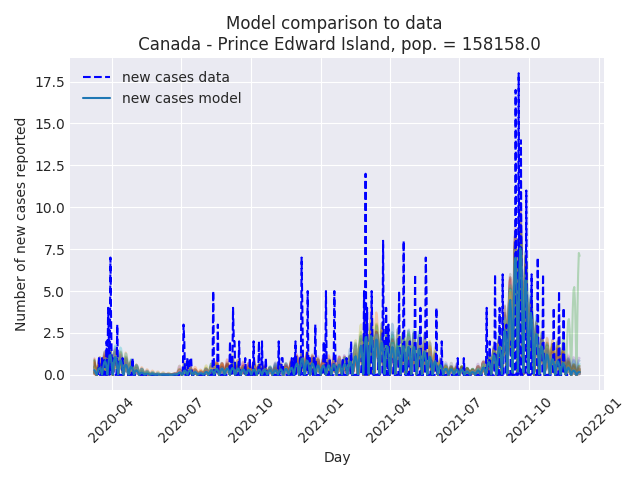 Model comparison to data
Canada - Prince Edward Island, pop. = 158158.0
new cases data
new cases model
17.5
15.0
12.5
10.0
7.5
5.0
2.5
0.0
Number of new cases reported
2020-04
2020-07
2020-10
2021-01
2021-04
2021-07
2021-10
2022-01
Day